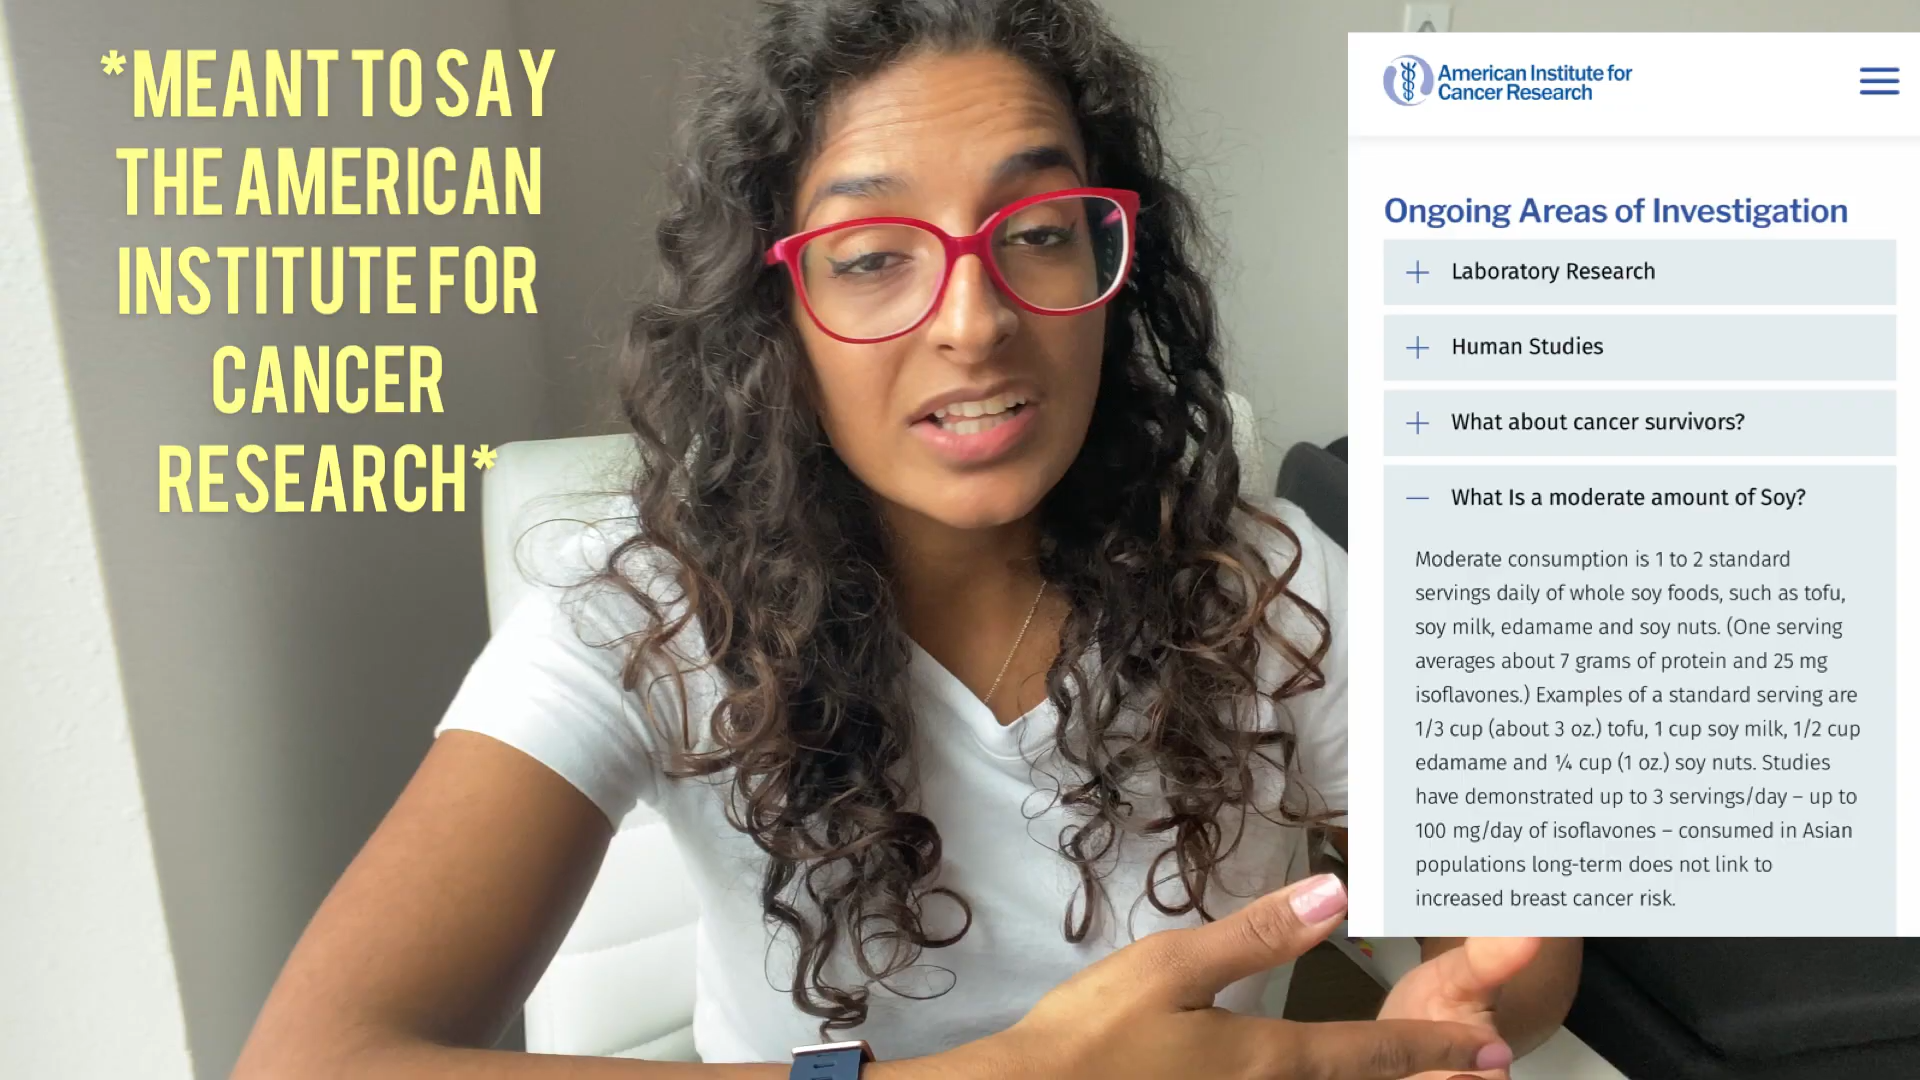 *MEANT TO SAY
THE AMERICAN
INSTITUTE FOR
CANCER
RESEARCH*
American Institute for
Cancer Research
Ongoing Areas of Investigation
Laboratory Research
Human Studies
What about cancer survivors?
What Is a moderate amount of Soy?
Moderate consumption is 1 to 2 standard
servings daily of whole soy foods, such as tofu,
soy milk, edamame and soy nuts. (One serving
averages about 7 grams of protein and 25 mg
isoflavones.) Examples of a standard serving are
1/3 cup (about 3 oz.) tofu, 1 cup soy milk, 1/2 cup
edamame and ¼ cup (1 oz.) soy nuts. Studies
have demonstrated up to 3 servings/day – up to
100 mg/day of isoflavones – consumed in Asian
populations long-term does not link to
increased breast cancer risk.